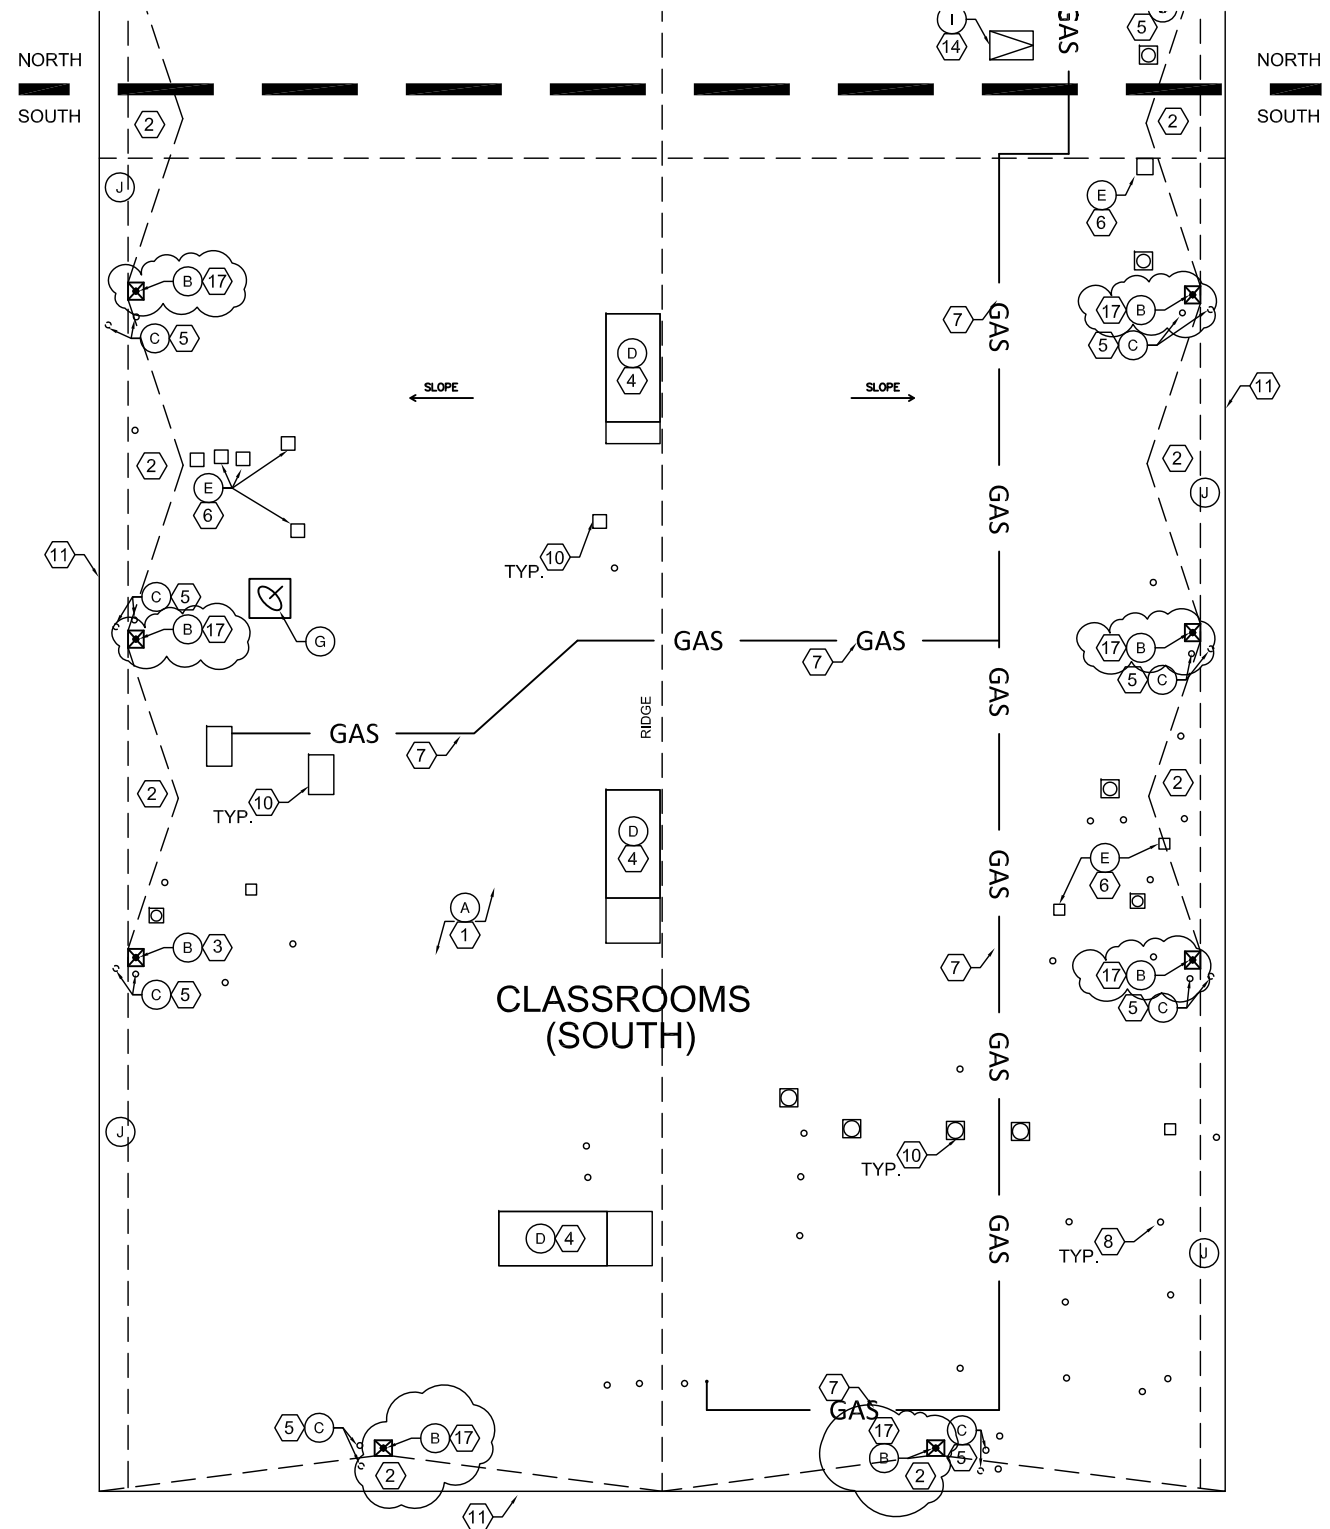 I
5
14
GAS
NORTH
NORTH
SOUTH
SOUTH
2
2
J
E
6
B 17
17 B
7
GAS
C 5
5 C
D
4
SLOPE
SLOPE
11
2
2
E
6
J
GAS
10
TYP.
11
C 5
B 17
G
GAS
GAS
17 B
7
5 C
GAS
RIDGE
GAS
7
2
10
TYP.
2
D
4
E
6
GAS
A
1
B 3
7
17 B
C 5
5 C
CLASSROOMS
(SOUTH)
GAS
J
10
TYP.
D 4
GAS
8
TYP.
J
7
GAS
5 C
B 17
17
C
B
5
2
2
11